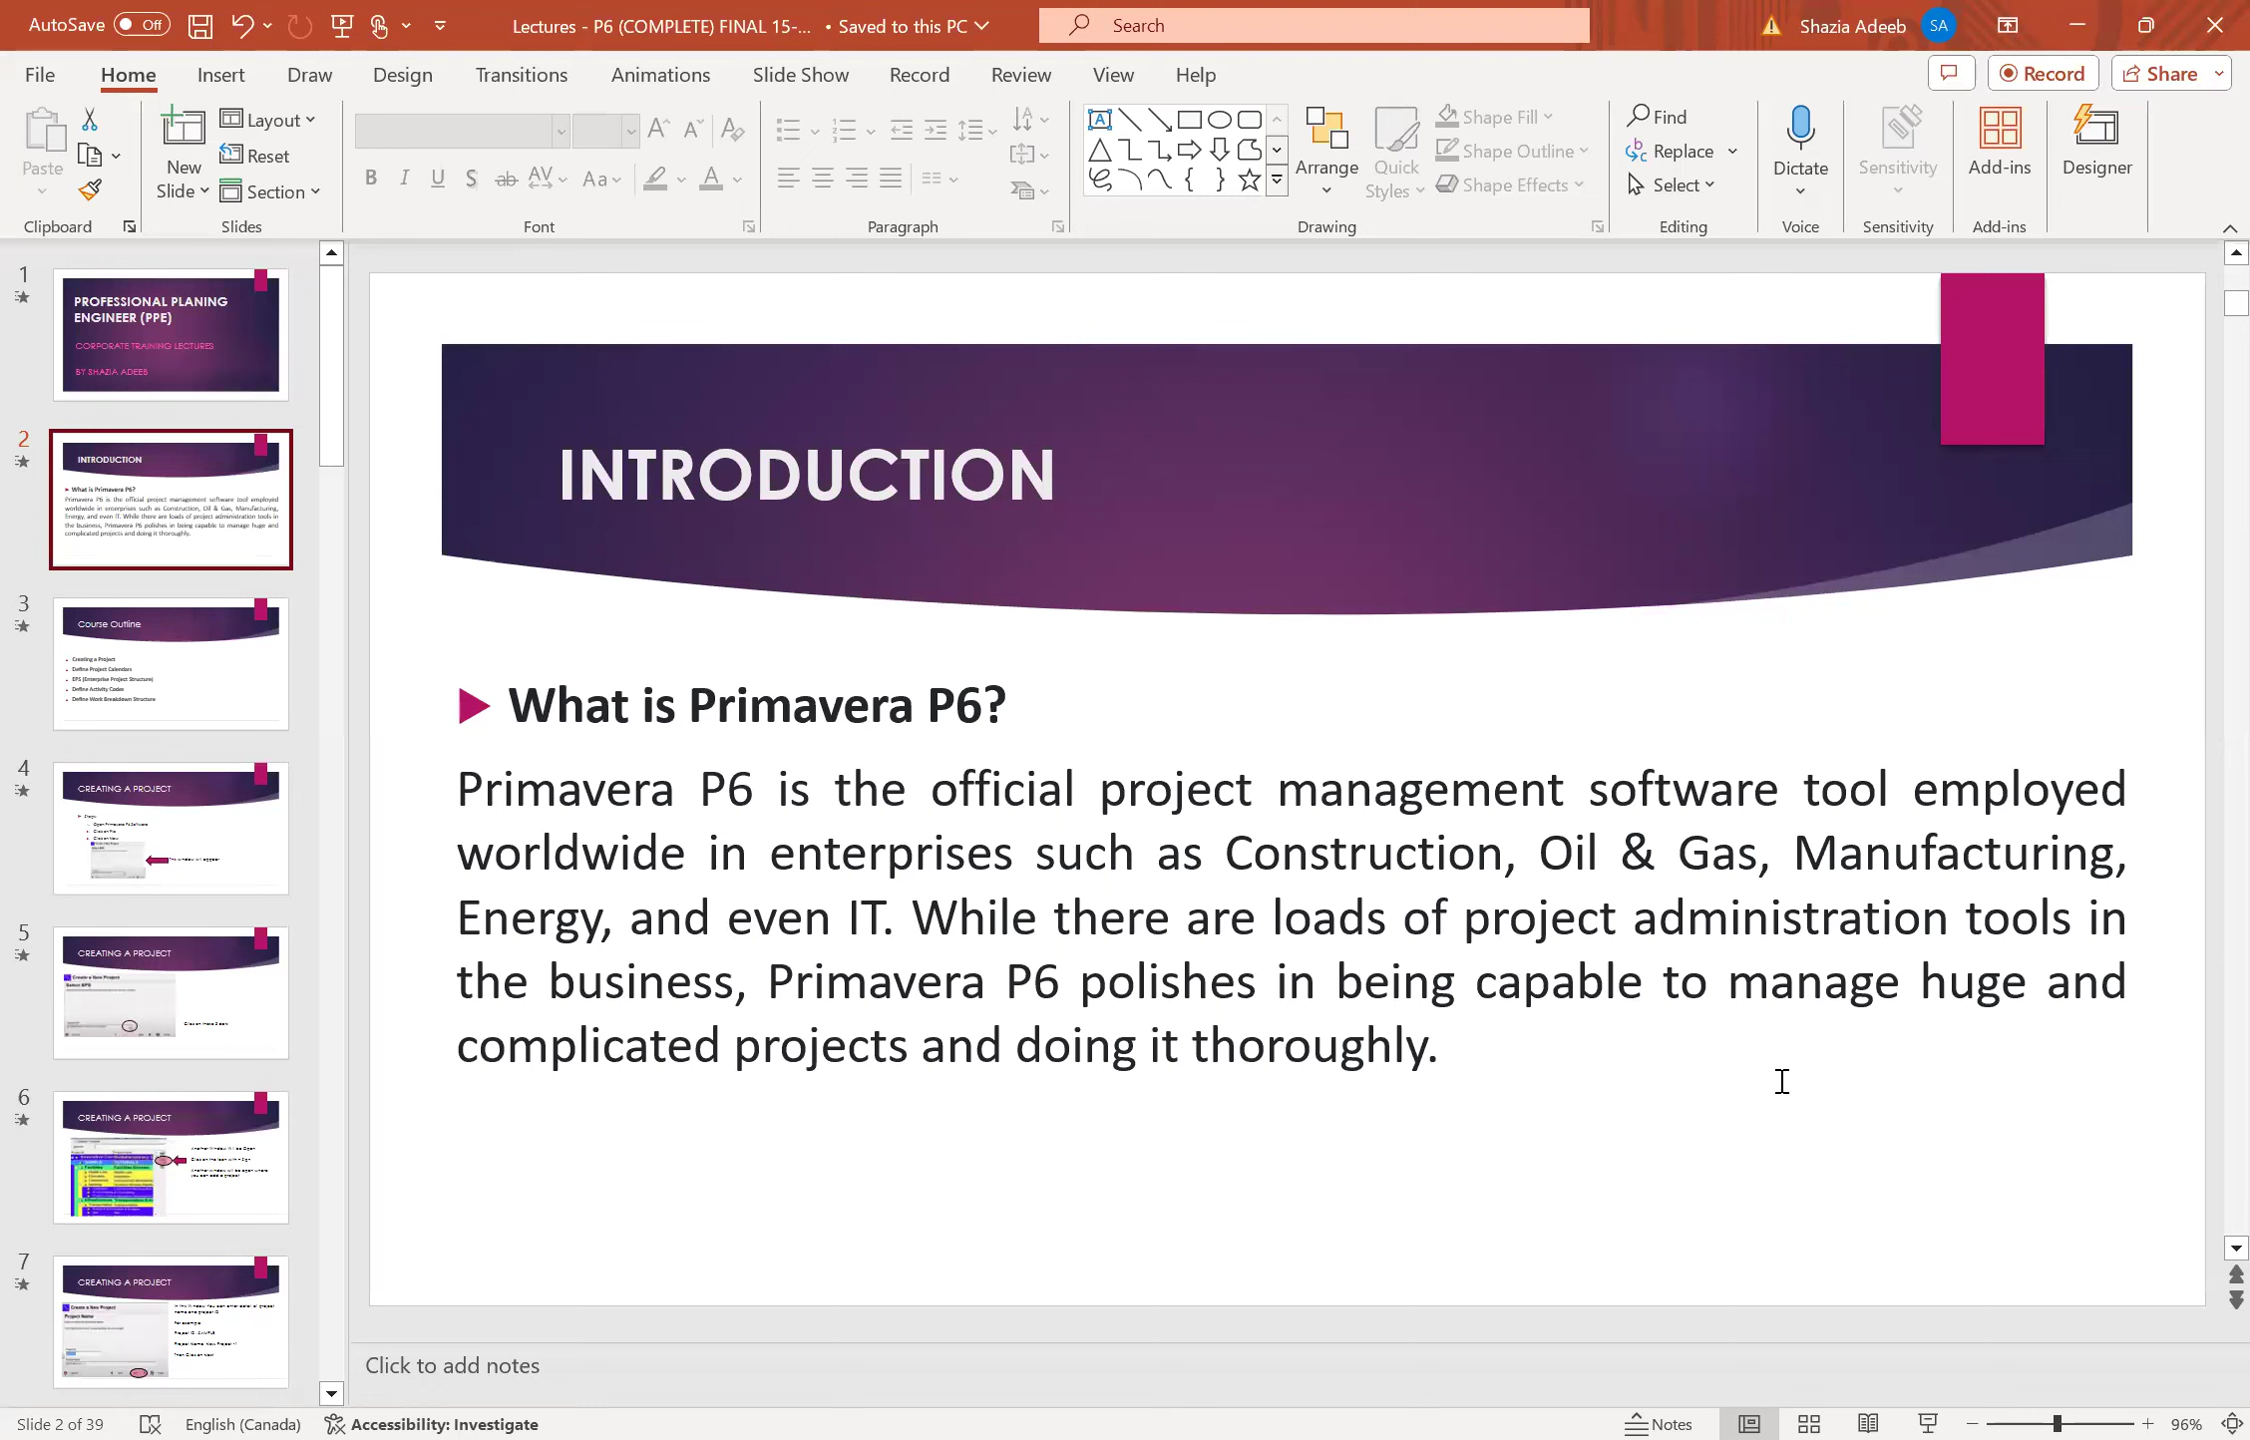 AutoSave Off
Lectures - P6 (COMPLETE) FINAL 15-... • Saved to this PC
Search
Shazia Adeeb SA
File Home Insert Draw Design Transitions Animations Slide Show Record Review View Help
Record Share
Paste
New Slide
Layout
Reset
Section
Shape Fill
Shape Outline
Shape Effects
Arrange
Quick Styles
Find
Replace
Select
Dictate
Sensitivity
Add-ins
Designer
Clipboard Slides Font Paragraph Drawing Editing Voice Sensitivity Add-ins
1
PROFESSIONAL PLANING
ENGINEER (PPE)
CORPORATE TRAINING LECTURES
BY SHAZIA ADEEB
2
INTRODUCTION
What is Primavera P6?
Primavera P6 is the official project management software tool employed
worldwide in enterprises such as Construction, Oil & Gas, Manufacturing,
Energy, and even IT. While there are loads of project administration tools in
the business, Primavera P6 polishes in being capable to manage huge and
complicated projects and doing it thoroughly.
3
Course Outline
Creating a Project
Define Project Calendars
EPS (Enterprise Project Structure)
Define Activity Codes
Define Work Breakdown Structure
4
CREATING A PROJECT
5
CREATING A PROJECT
Create a New Project
Select EPS
6
CREATING A PROJECT
7
CREATING A PROJECT
Create a New Project
Project Name
INTRODUCTION
What is Primavera P6?
Primavera P6 is the official project management software tool employed
worldwide in enterprises such as Construction, Oil & Gas, Manufacturing,
Energy, and even IT. While there are loads of project administration tools in
the business, Primavera P6 polishes in being capable to manage huge and
complicated projects and doing it thoroughly.
Click to add notes
Slide 2 of 39
English (Canada)
Accessibility: Investigate
Notes
96%